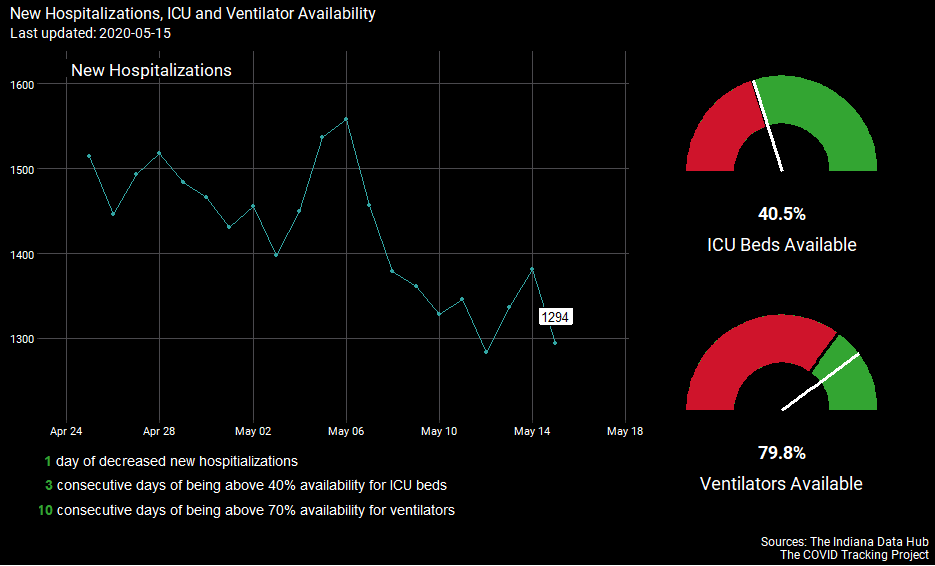 New Hospitalizations, ICU and Ventilator Availability
Last updated: 2020-05-15
New Hospitalizations
1600
1500
1400
1300
1294
Apr 24
Apr 28
May 02
May 06
May 10
May 14
May 18
1 day of decreased new hospitializations
3 consecutive days of being above 40% availability for ICU beds
10 consecutive days of being above 70% availability for ventilators
40.5%
ICU Beds Available
79.8%
Ventilators Available
Sources: The Indiana Data Hub
The COVID Tracking Project